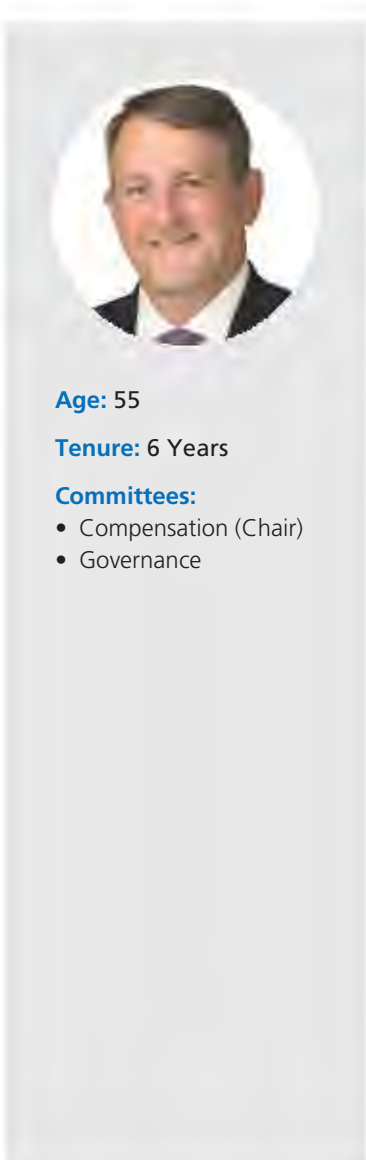 Age: 55
Tenure: 6 Years
Committees:
• Compensation (Chair)
• Governance